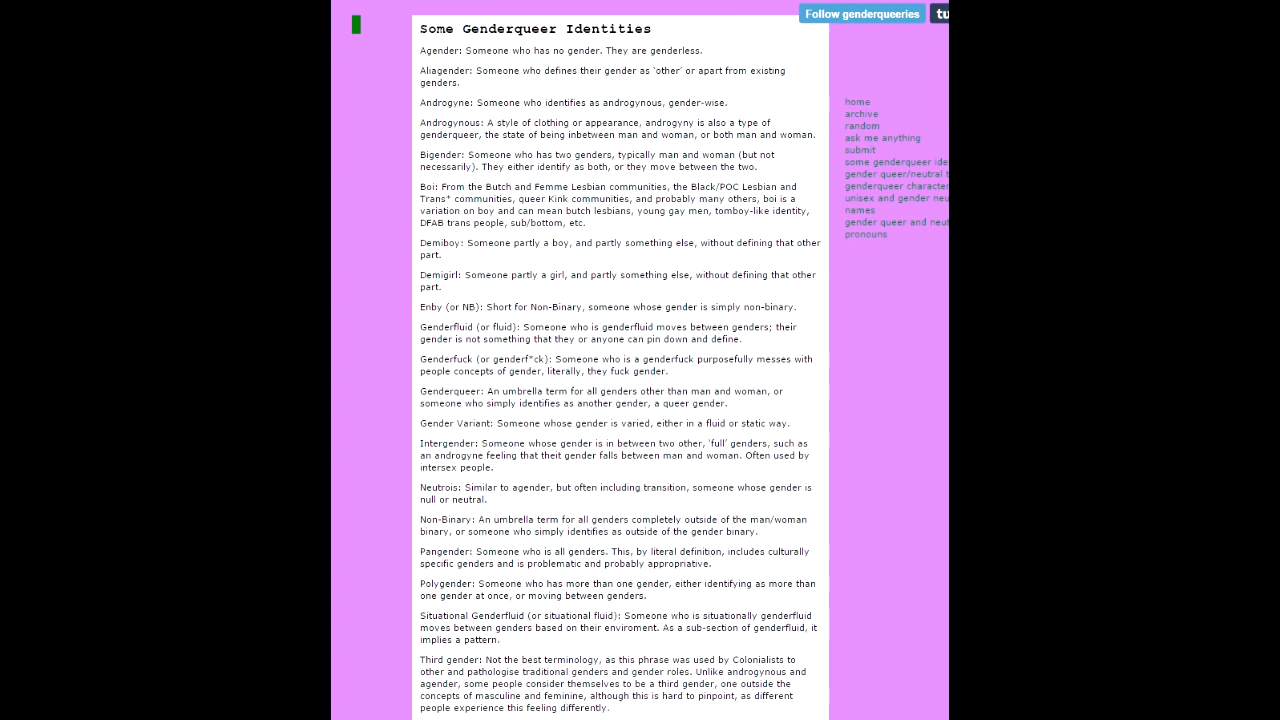 Follow genderqueeries
tu
Some Genderqueer Identities
Agender: Someone who has no gender. They are genderless.
Aliagender: Someone who defines their gender as ‘other’ or apart from existing
genders.
Androgyne: Someone who identifies as androgynous, gender-wise.
Androgynous: A style of clothing or appearance, androgyny is also a type of
genderqueer, the state of being inbetween man and woman, or both man and woman.
Bigender: Someone who has two genders, typically man and woman (but not
necessarily). They either identify as both, or they move between the two.
Boi: From the Butch and Femme Lesbian communities, the Black/POC Lesbian and
Trans* communities, queer Kink communities, and probably many others, boi is a
variation on boy and can mean butch lesbians, young gay men, tomboy-like identity,
DFAB trans people, sub/bottom, etc.
Demiboy: Someone partly a boy, and partly something else, without defining that other
part.
Demigirl: Someone partly a girl, and partly something else, without defining that other
part.
Enby (or NB): Short for Non-Binary, someone whose gender is simply non-binary.
Genderfluid (or fluid): Someone who is genderfluid moves between genders; their
gender is not something that they or anyone can pin down and define.
Genderfuck (or genderf*ck): Someone who is a genderfuck purposefully messes with
people concepts of gender, literally, they fuck gender.
Genderqueer: An umbrella term for all genders other than man and woman, or
someone who simply identifies as another gender, a queer gender.
Gender Variant: Someone whose gender is varied, either in a fluid or static way.
Intergender: Someone whose gender is in between two other, ‘full’ genders, such as
an androgyne feeling that theit gender falls between man and woman. Often used by
intersex people.
Neutrois: Similar to agender, but often including transition, someone whose gender is
null or neutral.
Non-Binary: An umbrella term for all genders completely outside of the man/woman
binary, or someone who simply identifies as outside of the gender binary.
Pangender: Someone who is all genders. This, by literal definition, includes culturally
specific genders and is problematic and probably appropriative.
Polygender: Someone who has more than one gender, either identifying as more than
one gender at once, or moving between genders.
Situational Genderfluid (or situational fluid): Someone who is situationally genderfluid
moves between genders based on their enviroment. As a sub-section of genderfluid, it
implies a pattern.
Third gender: Not the best terminology, as this phrase was used by Colonialists to
other and pathologise traditional genders and gender roles. Unlike androgynous and
agender, some people consider themselves to be a third gender, one outside the
concepts of masculine and feminine, although this is hard to pinpoint, as different
people experience this feeling differently.
home
archive
random
ask me anything
submit
some genderqueer ide
gender queer/neutral t
genderqueer character
unisex and gender neu
names
gender queer and neut
pronouns